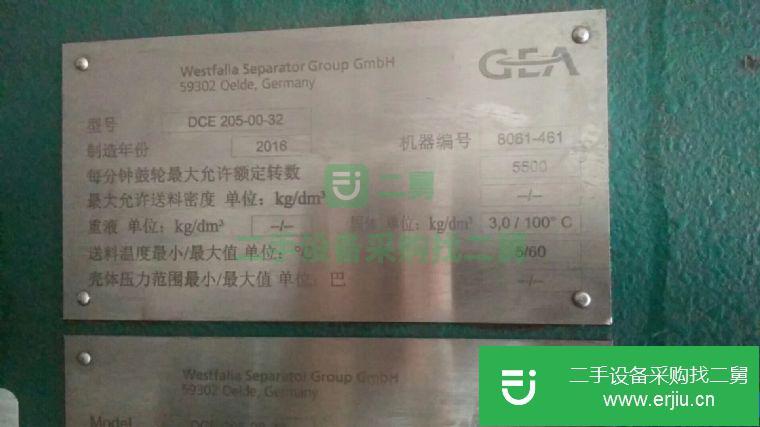 Westfalia Separator Group GmbH
59302 Oelde, Germany
GEA
型号 DCE 205-00-32
制造年份 2016 机器编号 8061-461
每分钟鼓轮最大允许额定转数 5500
最大允许送料密度 单位：kg/dm³ --/--
重液 单位：kg/dm³ --/-- 固体 单位：kg/dm³ 3,0 / 100° C
送料温度最小/最大值 单位：° 5/60
壳体压力范围最小/最大值 单位：巴 --/--
二舅
二手设备采购找二舅
Westfalia Separator Group GmbH
59302 Oelde, Germany
Model
二手设备采购找二舅
www.erjiu.cn